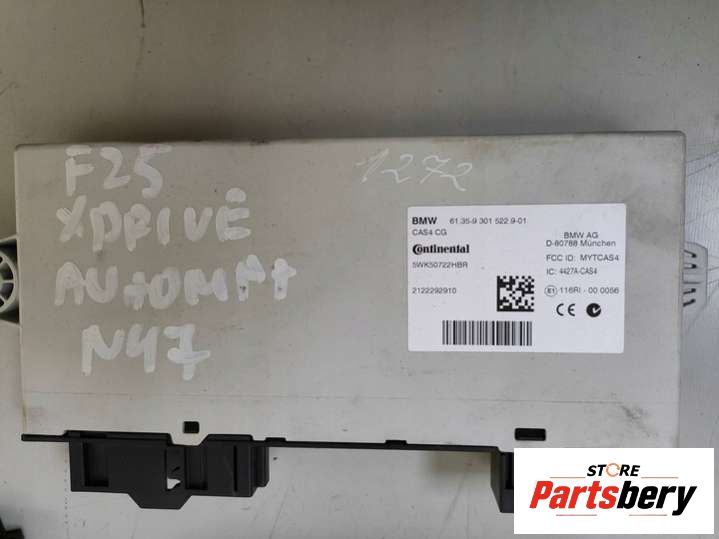 F25
XDRIVE
AUTOMAT
N47
1272
BMW 61.35-9 301 522 9-01
CAS4 CG
Continental
5WK50722HBR
2122292910
BMW AG
D-80788 München
FCC ID: MYTCAS4
IC: 4427A-CAS4
E1 116RI - 00 0056
CE
STORE
Partsbery